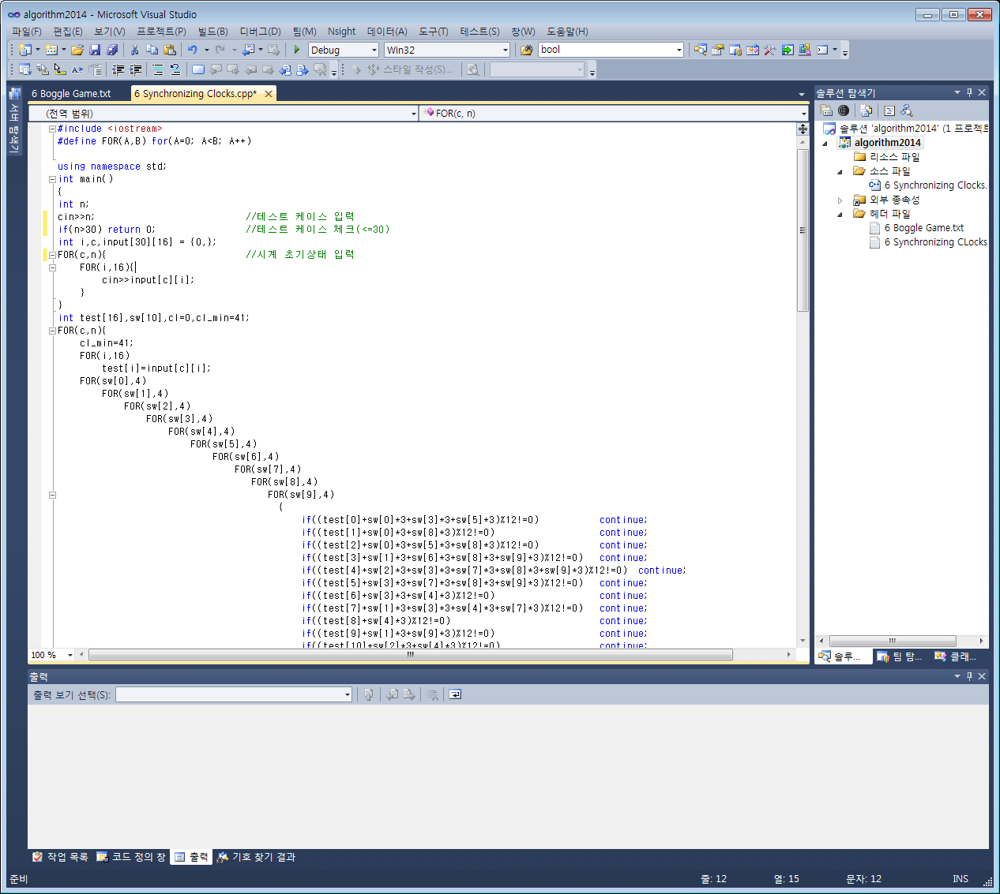 algorithm2014 - Microsoft Visual Studio
파일(F) 편집(E) 보기(V) 프로젝트(P) 빌드(B) 디버그(D) 팀(M) Nsight 데이터(A) 도구(T) 테스트(S) 창(W) 도움말(H)
Debug Win32 bool
스타일 작성(S)...
서버 탐색기
6 Boggle Game.txt 6 Synchronizing Clocks.cpp*
(전역 범위) FOR(c, n)
#include <iostream>
#define FOR(A,B) for(A=0; A<B; A++)
using namespace std;
int main()
{
int n;
cin>>n; //테스트 케이스 입력
if(n>30) return 0; //테스트 케이스 체크(<=30)
int i,c,input[30][16] = {0,};
FOR(c,n){ //시계 초기상태 입력
FOR(i,16){
cin>>input[c][i];
}
}
int test[16],sw[10],cl=0,cl_min=41;
FOR(c,n){
cl_min=41;
FOR(i,16)
test[i]=input[c][i];
FOR(sw[0],4)
FOR(sw[1],4)
FOR(sw[2],4)
FOR(sw[3],4)
FOR(sw[4],4)
FOR(sw[5],4)
FOR(sw[6],4)
FOR(sw[7],4)
FOR(sw[8],4)
FOR(sw[9],4)
{
if((test[0]+sw[0]*3+sw[3]*3+sw[5]*3)%12!=0) continue;
if((test[1]+sw[0]*3+sw[8]*3)%12!=0) continue;
if((test[2]+sw[0]*3+sw[5]*3+sw[8]*3)%12!=0) continue;
if((test[3]+sw[1]*3+sw[6]*3+sw[8]*3+sw[9]*3)%12!=0) continue;
if((test[4]+sw[2]*3+sw[3]*3+sw[7]*3+sw[8]*3+sw[9]*3)%12!=0) continue;
if((test[5]+sw[3]*3+sw[7]*3+sw[8]*3+sw[9]*3)%12!=0) continue;
if((test[6]+sw[3]*3+sw[4]*3)%12!=0) continue;
if((test[7]+sw[1]*3+sw[3]*3+sw[4]*3+sw[7]*3)%12!=0) continue;
if((test[8]+sw[4]*3)%12!=0) continue;
if((test[9]+sw[1]*3+sw[9]*3)%12!=0) continue;
if((test[10]+sw[2]*3+sw[4]*3)%12!=0) continue;
100 %
솔루션 탐색기
솔루션 'algorithm2014' (1 프로젝트
algorithm2014
리소스 파일
소스 파일
6 Synchronizing Clocks.
외부 종속성
헤더 파일
6 Boggle Game.txt
6 Synchronizing CLocks
솔루... 팀 탐... 클래...
출력
출력 보기 선택(S):
작업 목록 코드 정의 창 출력 기호 찾기 결과
준비 줄: 12 열: 15 문자: 12 INS